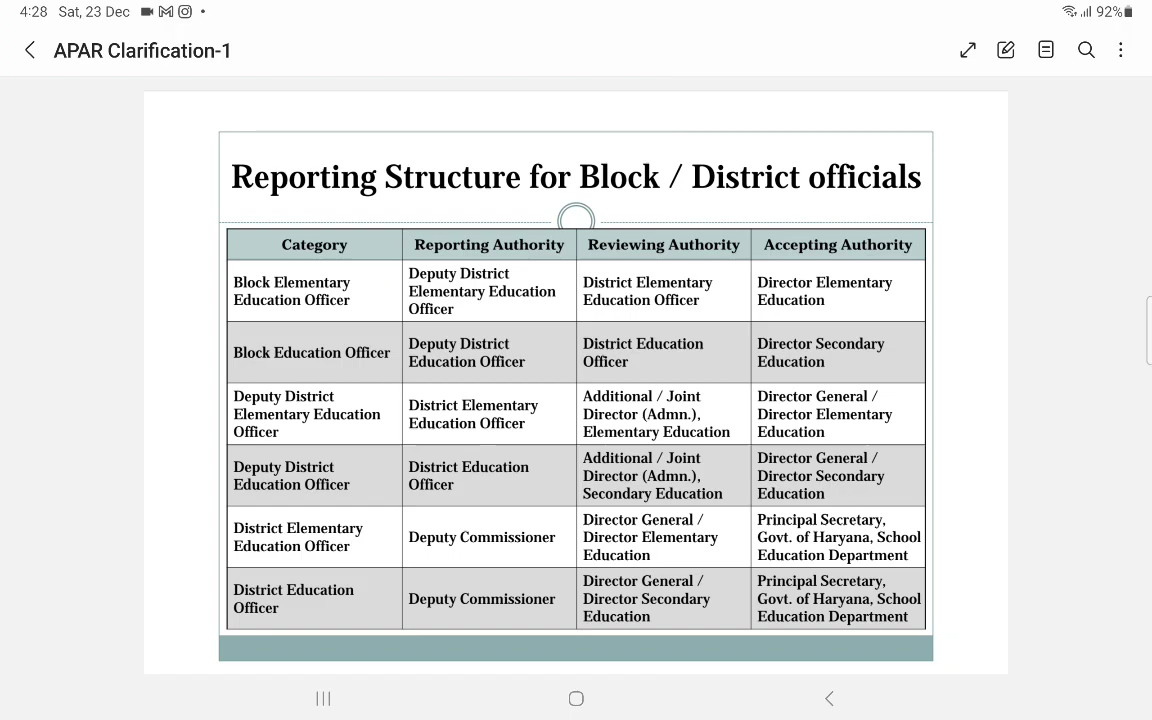 4:28 Sat, 23 Dec
92%
APAR Clarification-1
Reporting Structure for Block / District officials
Category Reporting Authority Reviewing Authority Accepting Authority
Block Elementary
Education Officer
Deputy District
Elementary Education
Officer
District Elementary
Education Officer
Director Elementary
Education
Block Education Officer
Deputy District
Education Officer
District Education
Officer
Director Secondary
Education
Deputy District
Elementary Education
Officer
District Elementary
Education Officer
Additional / Joint
Director (Admn.),
Elementary Education
Director General /
Director Elementary
Education
Deputy District
Education Officer
District Education
Officer
Additional / Joint
Director (Admn.),
Secondary Education
Director General /
Director Secondary
Education
District Elementary
Education Officer
Deputy Commissioner
Director General /
Director Elementary
Education
Principal Secretary,
Govt. of Haryana, School
Education Department
District Education
Officer
Deputy Commissioner
Director General /
Director Secondary
Education
Principal Secretary,
Govt. of Haryana, School
Education Department